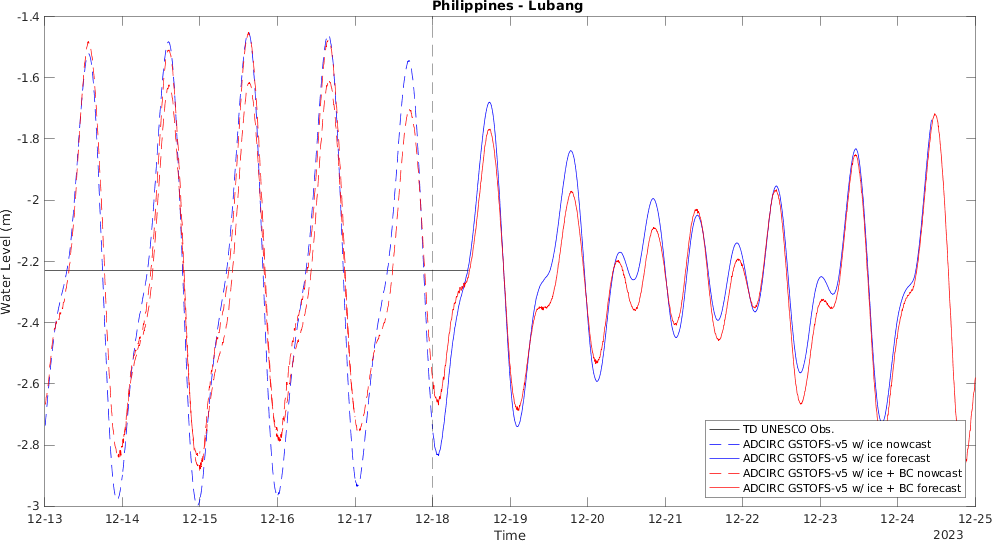 Philippines - Lubang
-1.4
-1.6
-1.8
-2
-2.2
-2.4
-2.6
-2.8
-3
Water Level (m)
TD UNESCO Obs.
ADCIRC GSTOFS-v5 w/ ice nowcast
ADCIRC GSTOFS-v5 w/ ice forecast
ADCIRC GSTOFS-v5 w/ ice + BC nowcast
ADCIRC GSTOFS-v5 w/ ice + BC forecast
12-13 12-14 12-15 12-16 12-17 12-18 12-19 12-20 12-21 12-22 12-23 12-24 12-25
Time
2023